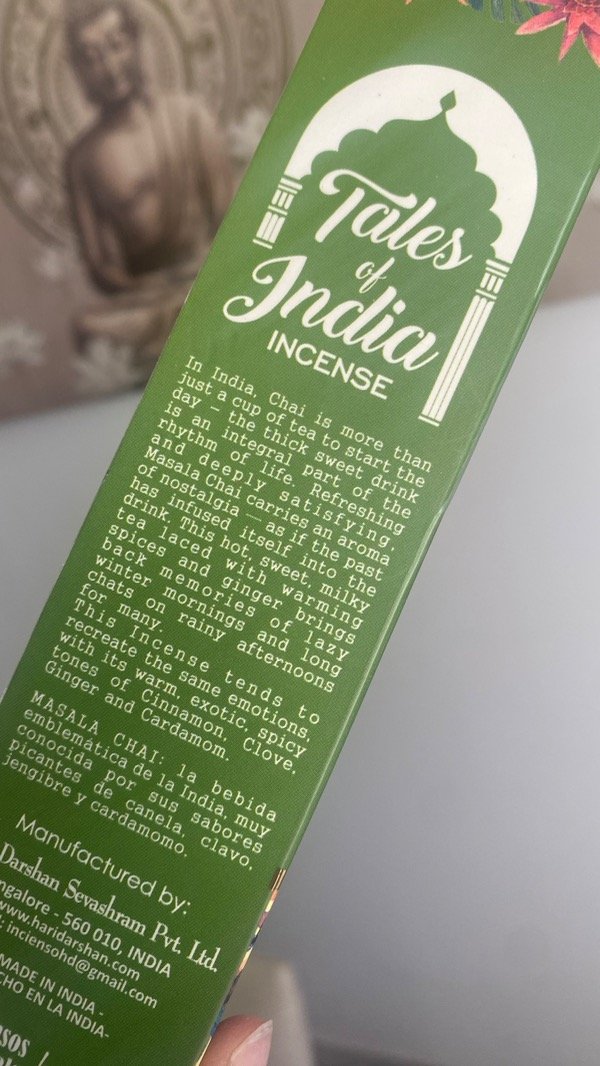 Tales
of
India
INCENSE
In India, Chai is more than
just a cup of tea to start the
day – the thick sweet drink
is an integral part of the
rhythm of life. Refreshing
and deeply satisfying,
Masala Chai carries an aroma
of nostalgia — as if the past
has infused itself into the
drink. This hot, sweet, milky
tea laced with warming
spices and ginger brings
back memories of lazy
winter mornings and long
chats on rainy afternoons
for many.
This Incense tends to
recreate the same emotions
with its warm, exotic, spicy
tones of Cinnamon, Clove,
Ginger and Cardamom.
MASALA CHAI: la bebida
emblemática de la India, muy
conocida por sus sabores
picantes de canela, clavo,
jengibre y cardamomo.
Manufactured by:
Darshan Sevashram Pvt. Ltd.
ngalore - 560 010, INDIA
www.haridarshan.com
: inciensohd@gmail.com
MADE IN INDIA -
CHO EN LA INDIA-